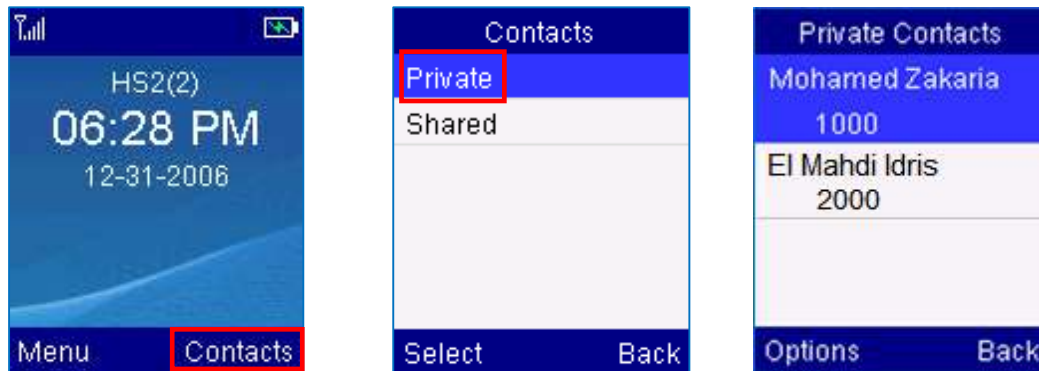 HS2(2)
06:28 PM
12-31-2006
Menu Contacts
Contacts
Private
Shared
Select Back
Private Contacts
Mohamed Zakaria
1000
El Mahdi Idris
2000
Options Back